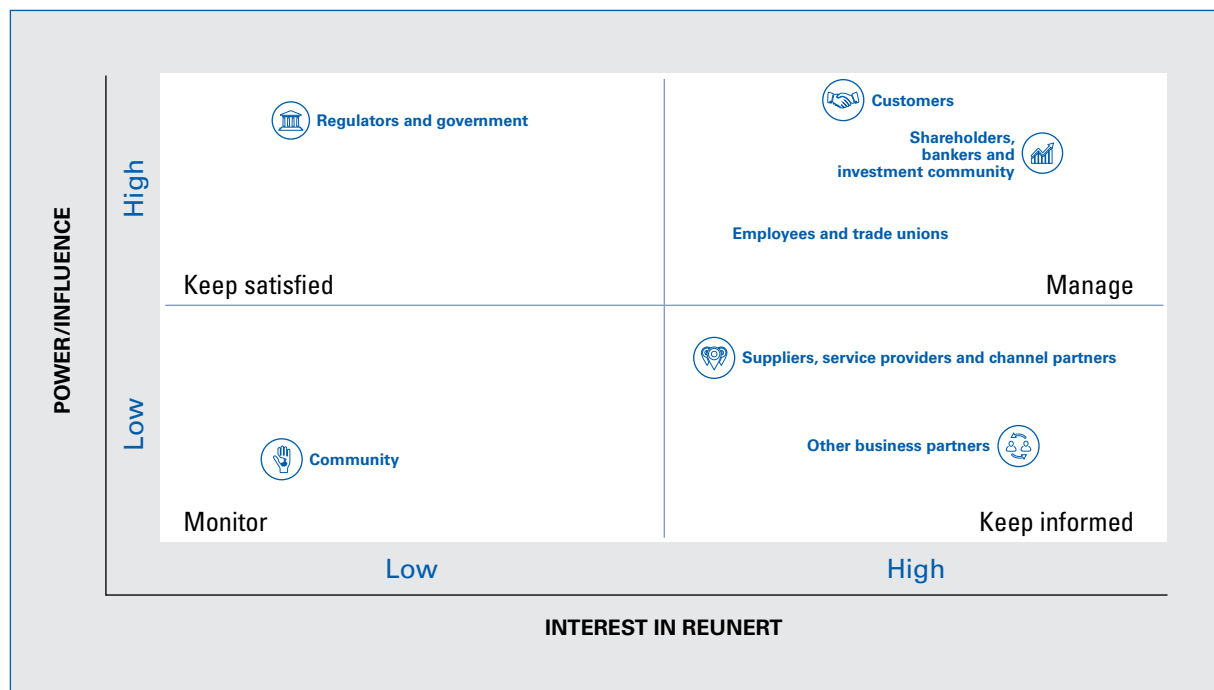 POWER/INFLUENCE
High
Low
Regulators and government
Keep satisfied
Customers
Shareholders,
bankers and
investment community
Employees and trade unions
Manage
Community
Monitor
Suppliers, service providers and channel partners
Other business partners
Keep informed
Low
High
INTEREST IN REUNERT